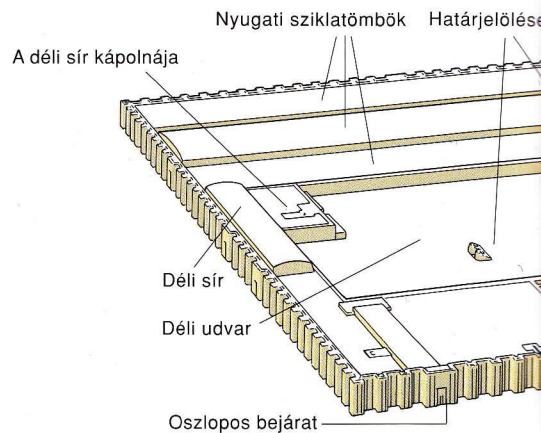 Nyugati sziklatömbök
A déli sír kápolnája
Déli sír
Déli udvar
Oszlopos bejárat